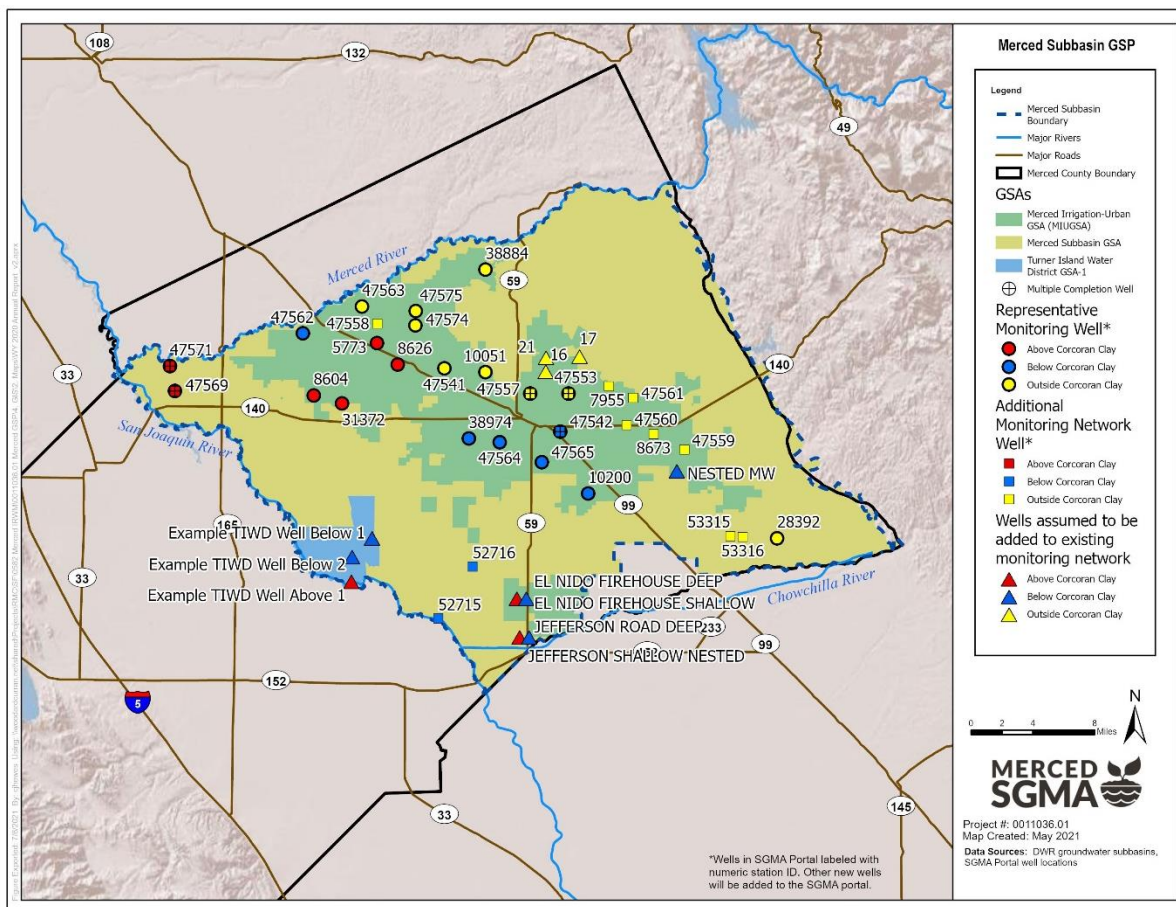 108
132
49
Merced River
38884
59
47563
47575
47558
47574
47562
5773
8626
21
17
16
47571
10051
140
33
47541
47557
47553
47569
8604
7955
47561
140
31372
38974
47542
47560
San Joaquin River
47564
47565
8673
47559
NESTED MW
10200
99
165
59
Example TIWD Well Below 1
53315
28392
Example TIWD Well Below 2
52716
53316
33
EL NIDO FIREHOUSE DEEP
Example TIWD Well Above 1
EL NIDO FIREHOUSE SHALLOW
Chowchilla River
52715
JEFFERSON ROAD DEEP
233
JEFFERSON SHALLOW NESTED
99
152
5
33
145
*Wells in SGMA Portal labeled with
numeric station ID. Other new wells
will be added to the SGMA portal.
Merced Subbasin GSP
Legend
Merced Subbasin
Boundary
Major Rivers
Major Roads
Merced County Boundary
GSAs
Merced Irrigation-Urban
GSA (MIUGSA)
Merced Subbasin GSA
Turner Island Water
District GSA-1
Multiple Completion Well
Representative
Monitoring Well*
Above Corcoran Clay
Below Corcoran Clay
Outside Corcoran Clay
Additional
Monitoring Network
Well*
Above Corcoran Clay
Below Corcoran Clay
Outside Corcoran Clay
Wells assumed to be
added to existing
monitoring network
Above Corcoran Clay
Below Corcoran Clay
Outside Corcoran Clay
N
0 2 4 8
Miles
MERCED
SGMA
Project #: 0011036.01
Map Created: May 2021
Data Sources: DWR groundwater subbasins,
SGMA Portal well locations